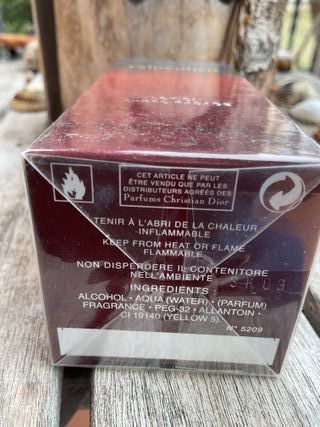 CET ARTICLE NE PEUT
ÊTRE VENDU QUE PAR LES
DISTRIBUTEURS AGRÉÉS DES
Parfums Christian Dior
TENIR À L'ABRI DE LA CHALEUR
INFLAMMABLE
KEEP FROM HEAT OR FLAME
FLAMMABLE
NON DISPERDERE IL CONTENITORE
NELL'AMBIENTE
INGREDIENTS
ALCOHOL • AQUA (WATER) • (PARFUM)
FRAGRANCE • PEG-32 • ALLANTOIN •
CI 19140 (YELLOW 5).
N° 5209